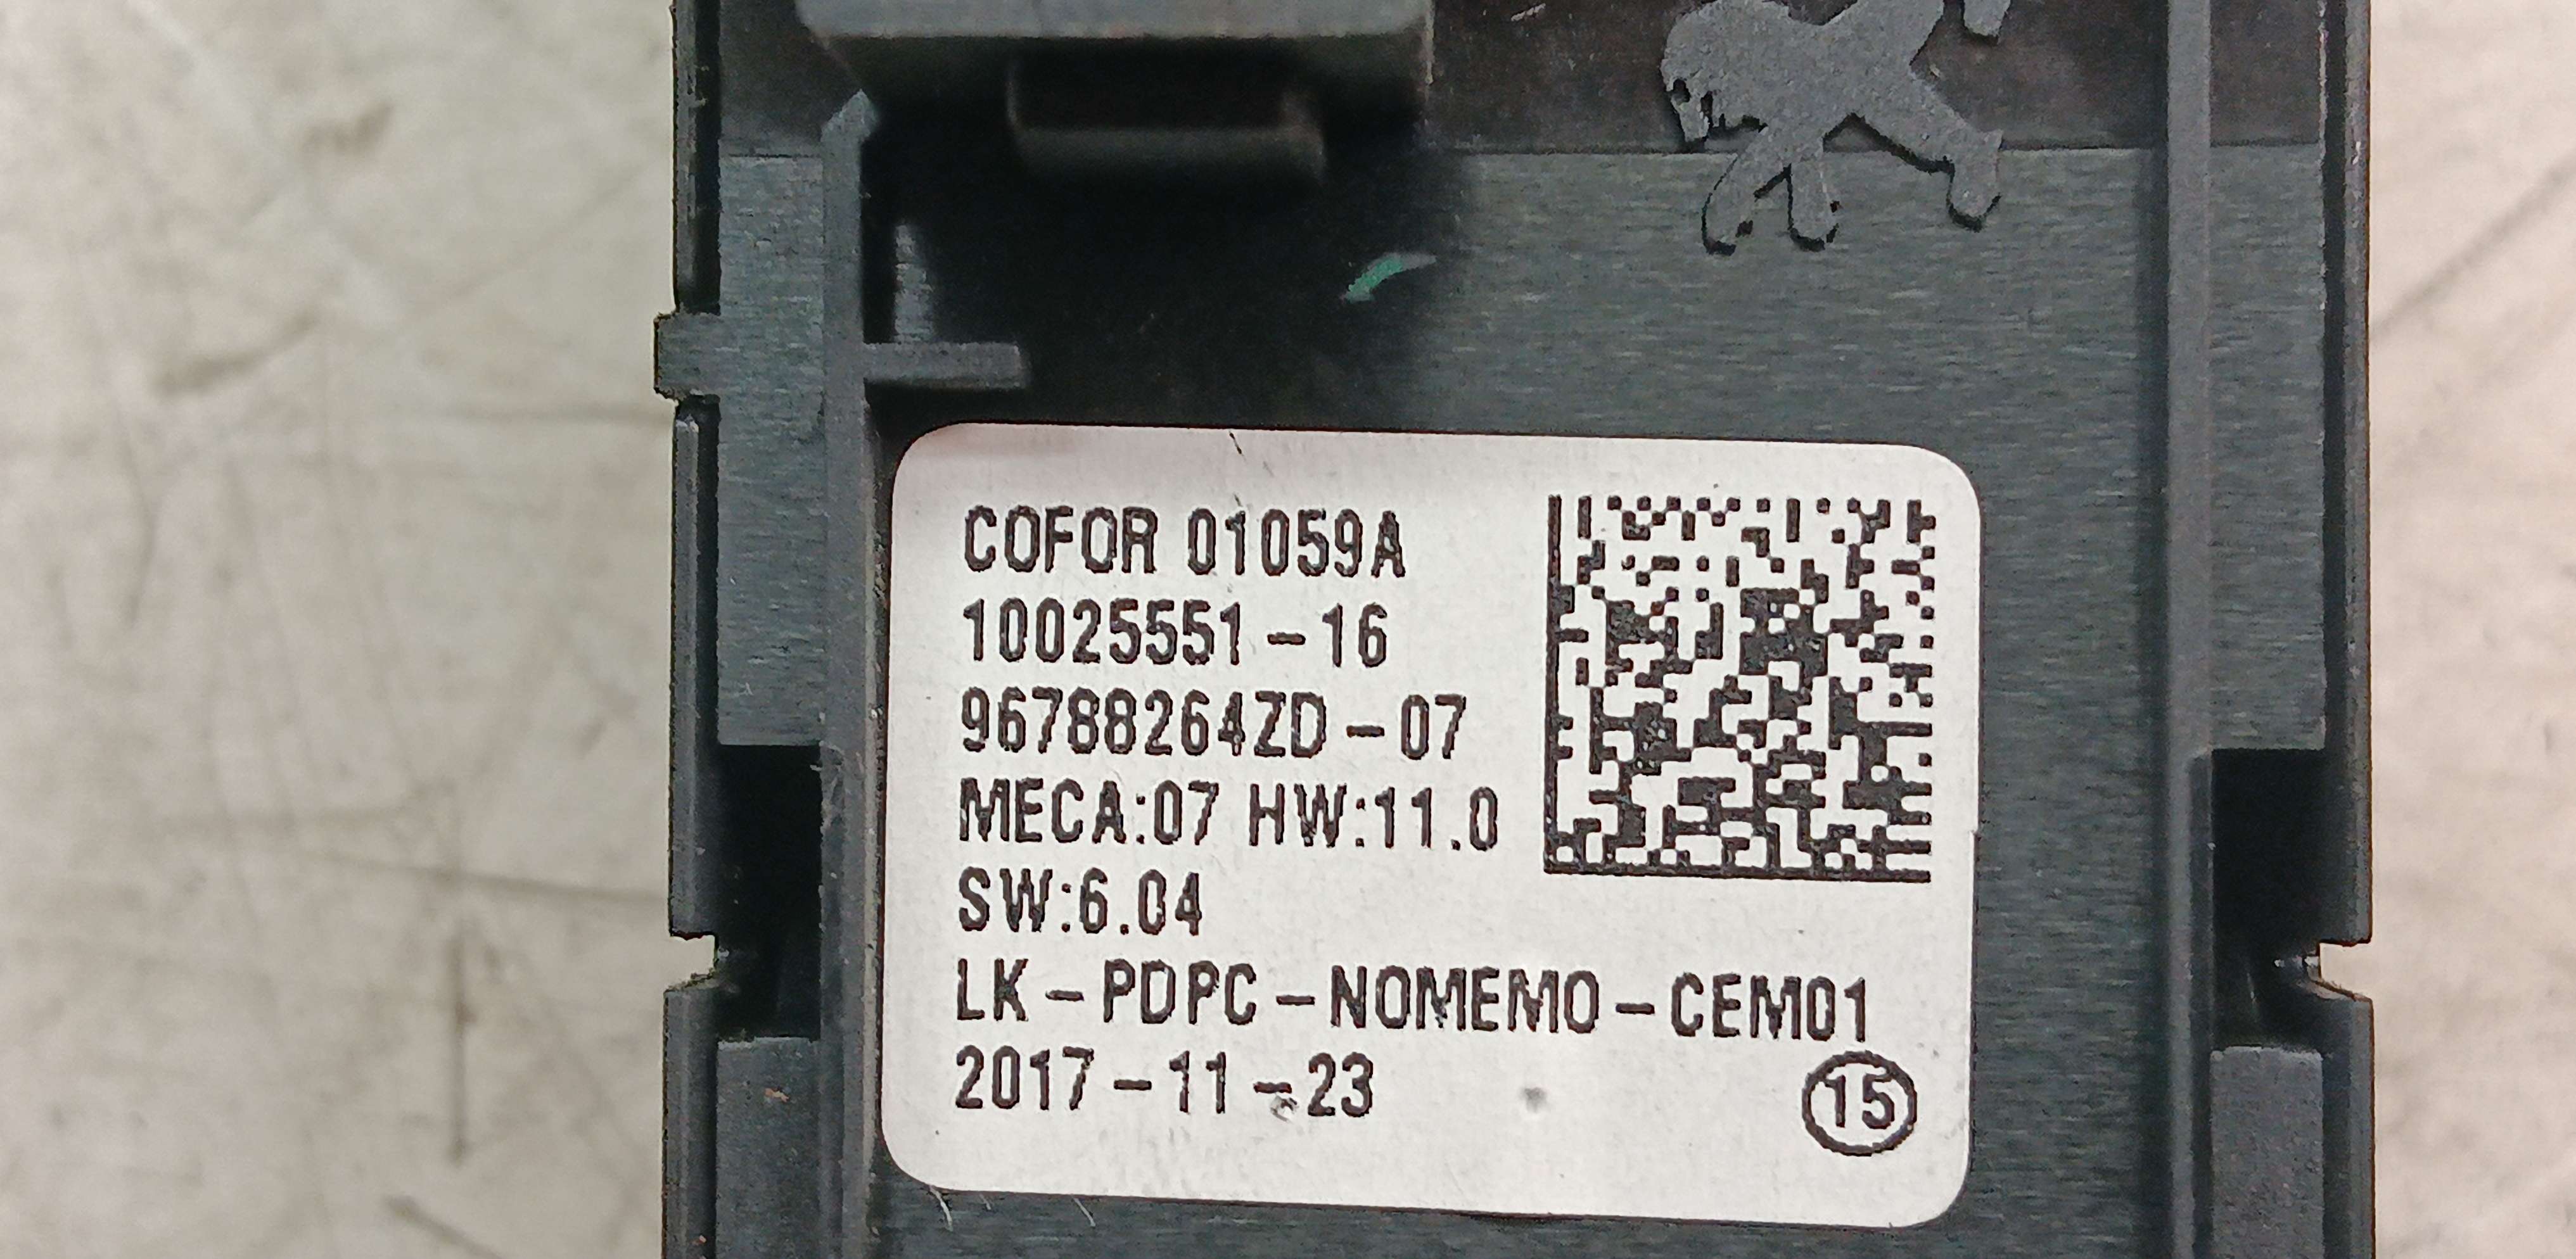 COFOR 01059A
10025551-16
96788264ZD-07
MECA:07 HW:11.0
SW:6.04
LK-PDPC-NOMEMO-CEM01
2017-11-23
15